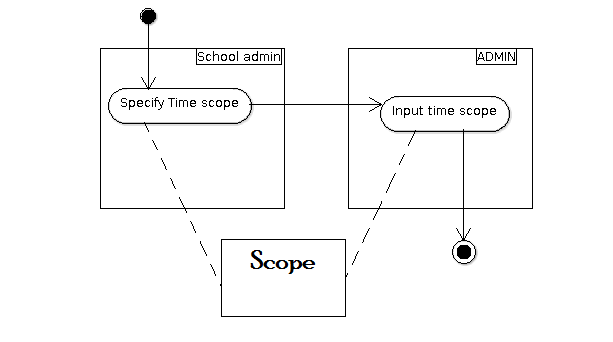 School admin
ADMIN
Specify Time scope
Input time scope
Scope